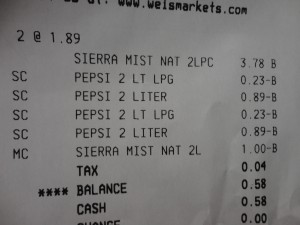 at: www.weismarkets.com
2 @ 1.89
SIERRA MIST NAT 2LPC 3.78-B
SC PEPSI 2 LT LPG 0.23-B
SC PEPSI 2 LITER 0.89-B
SC PEPSI 2 LT LPG 0.23-B
SC PEPSI 2 LITER 0.89-B
MC SIERRA MIST NAT 2L 1.00-B
TAX 0.04
**** BALANCE 0.58
CASH 0.58
CHANGE 0.00